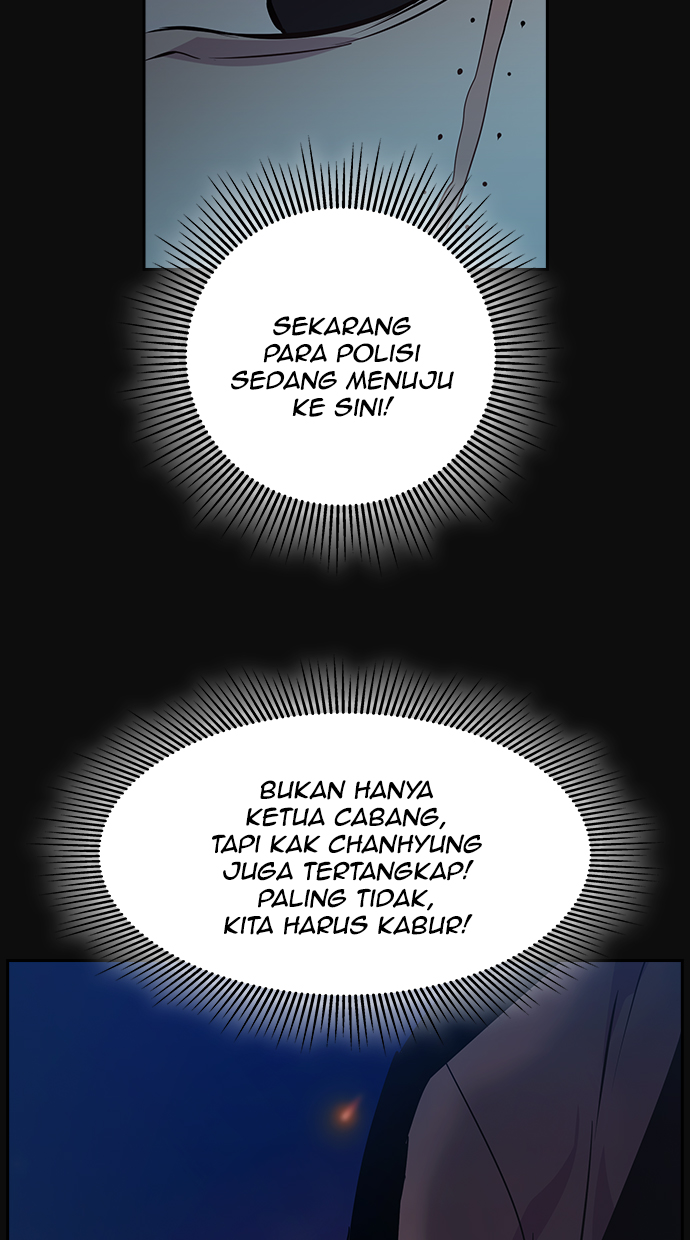 SEKARANG
PARA POLISI
SEDANG MENUJU
KE SINI!
BUKAN HANYA
KETUA CABANG,
TAPI KAK CHANHYUNG
JUGA TERTANGKAP!
PALING TIDAK,
KITA HARUS KABUR!